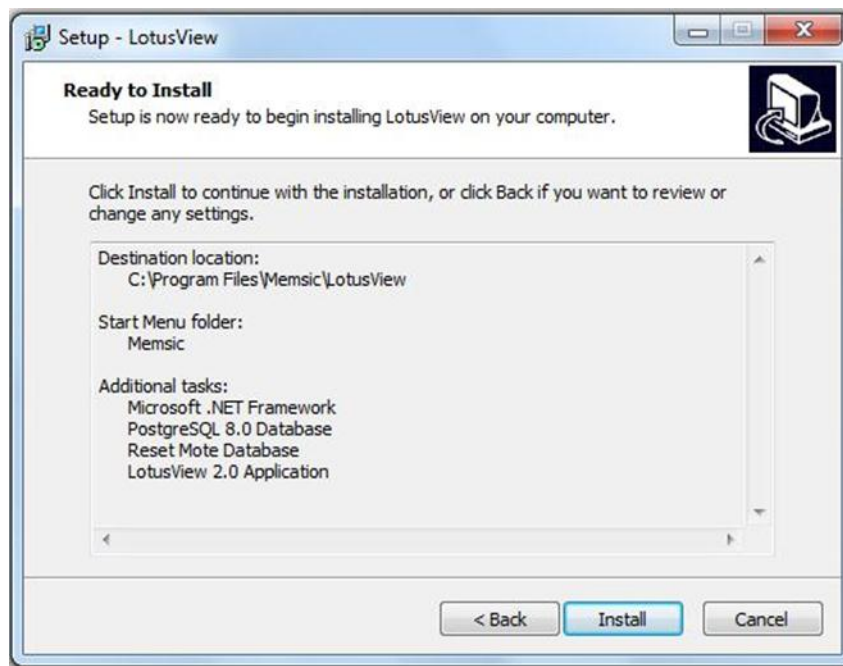 Setup - LotusView
Ready to Install
Setup is now ready to begin installing LotusView on your computer.
Click Install to continue with the installation, or click Back if you want to review or
change any settings.
Destination location:
C:\Program Files\Memsic\LotusView
Start Menu folder:
Memsic
Additional tasks:
Microsoft .NET Framework
PostgreSQL 8.0 Database
Reset Mote Database
LotusView 2.0 Application
< Back
Install
Cancel